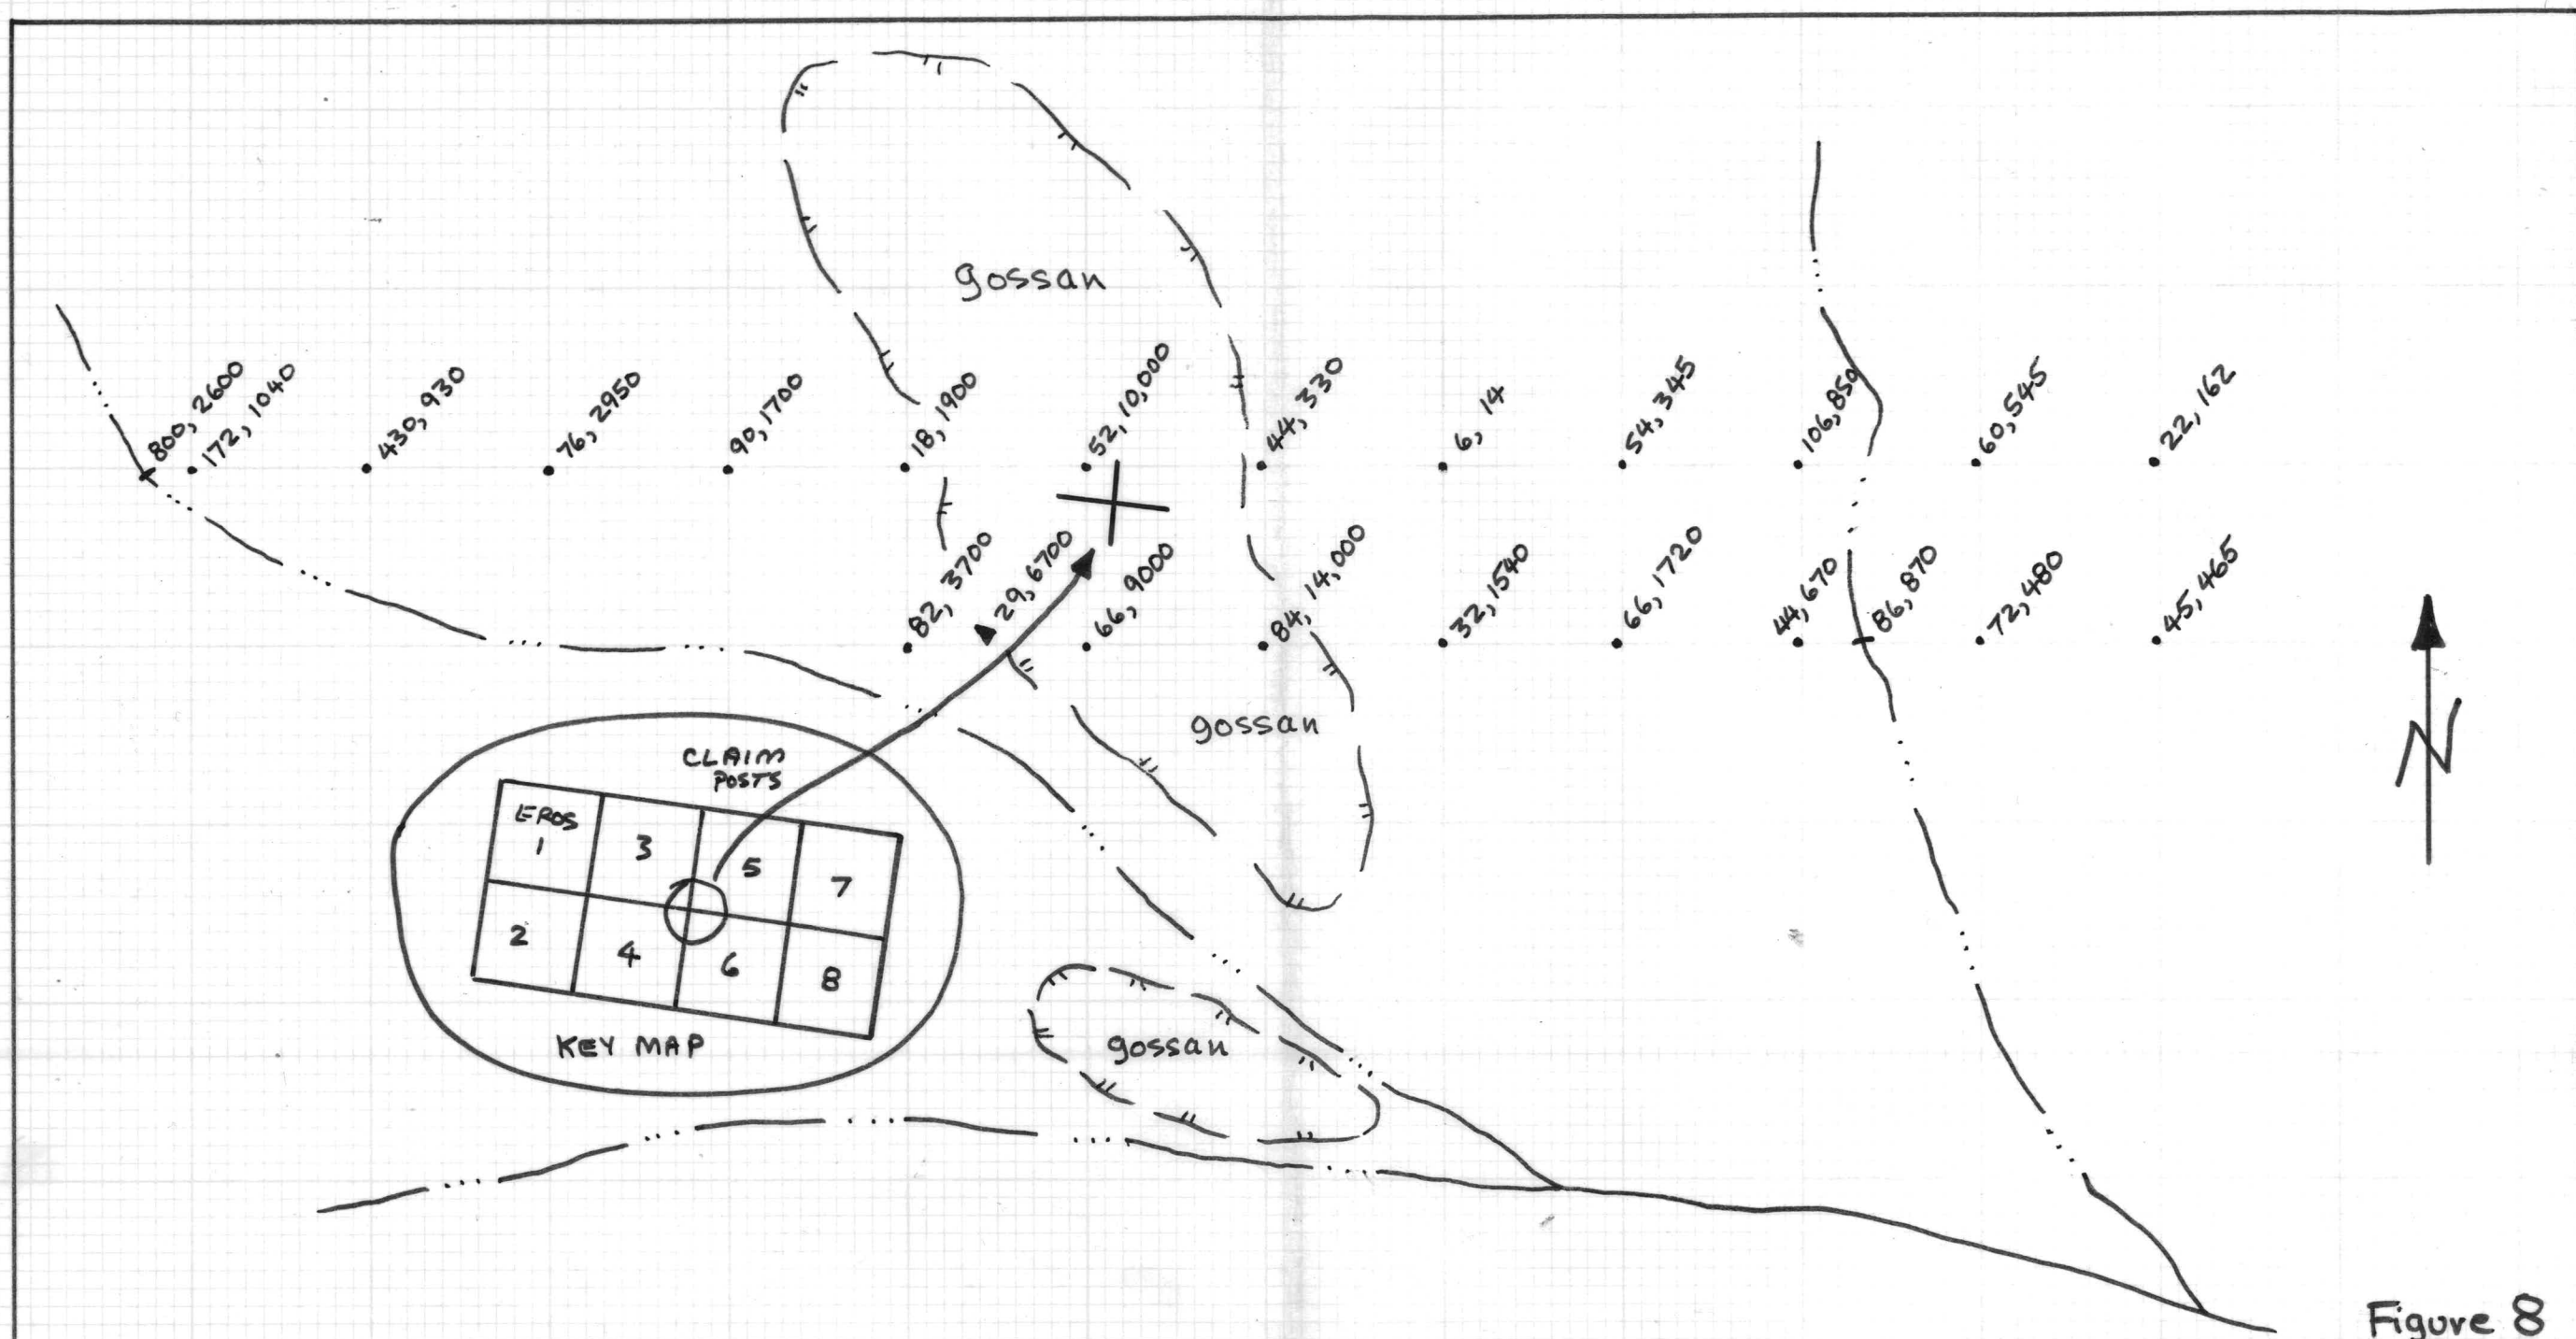 gossan
800, 2600
172, 1040
430, 930
76, 2950
90, 1700
18, 1900
52, 10,000
44, 330
6, 14
54, 345
106, 850
60, 545
22, 162
82, 3700
29, 6700
66, 9000
84, 14,000
32, 1540
66, 1720
44, 670
86, 870
72, 480
45, 465
N
gossan
CLAIM
POSTS
EROS
1 3 5 7
2 4 6 8
KEY MAP
gossan
Figure 8